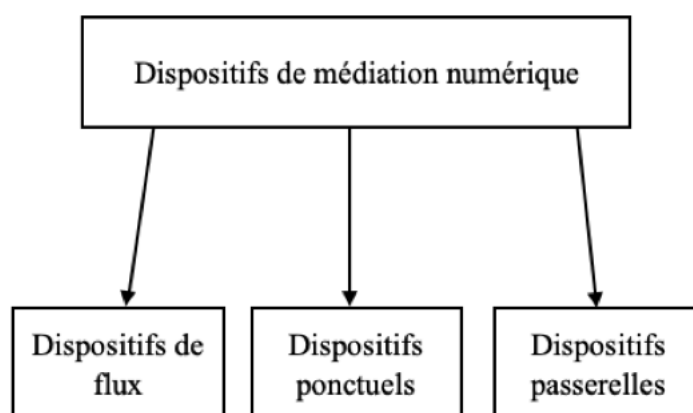 Dispositifs de médiation numérique
Dispositifs de
flux
Dispositifs
ponctuels
Dispositifs
passerelles